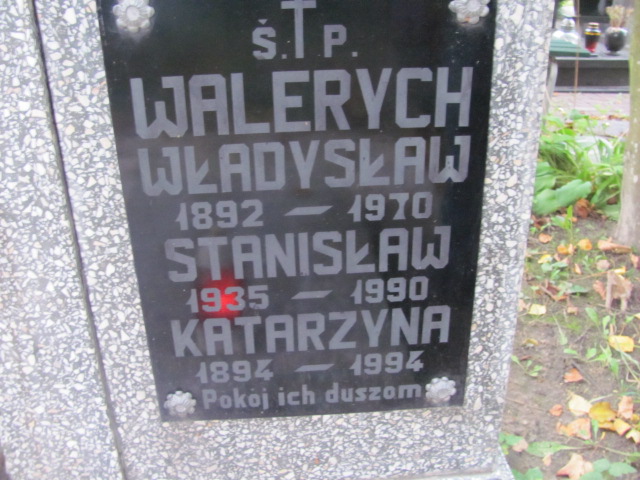 Ś.†P.
WALERYCH
WŁADYSŁAW
1892 — 1970
STANISŁAW
1935 — 1990
KATARZYNA
1894 — 1994
Pokój ich duszom